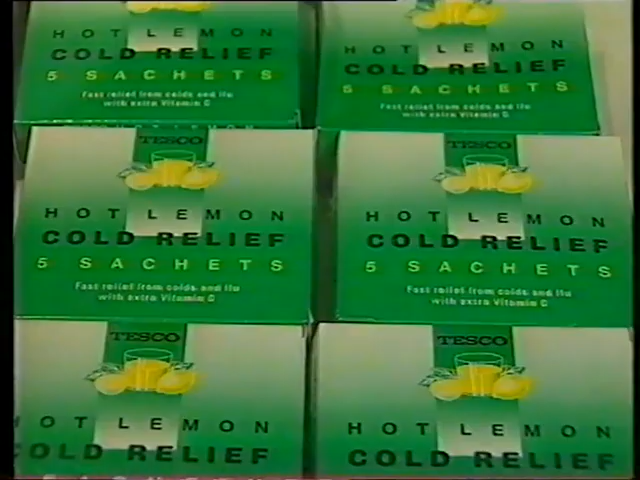 HOT LEMON
COLD RELIEF
5 SACHETS
Fast relief from colds and flu
with extra Vitamin C
HOT LEMON
COLD RELIEF
5 SACHETS
Fast relief from colds and flu
with extra Vitamin C
TESCO
HOT LEMON
COLD RELIEF
5 SACHETS
Fast relief from colds and flu
with extra Vitamin C
TESCO
HOT LEMON
COLD RELIEF
5 SACHETS
Fast relief from colds and flu
with extra Vitamin C
TESCO
HOT LEMON
COLD RELIEF
TESCO
HOT LEMON
COLD RELIEF